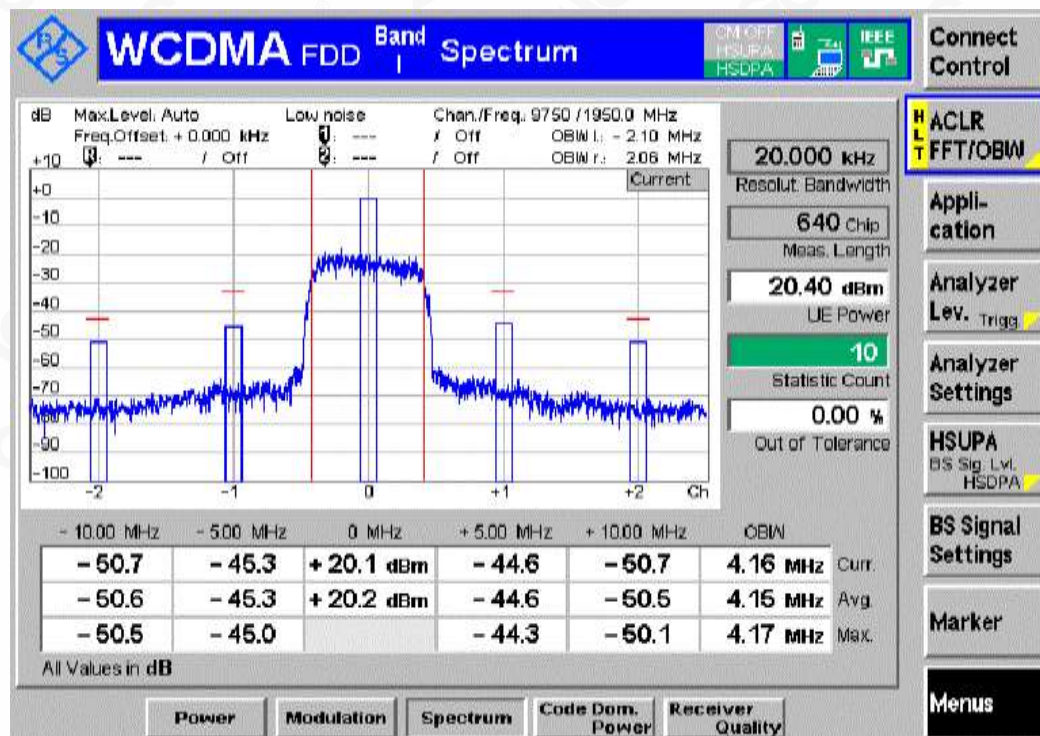 R&S
WCDMA FDD Band I Spectrum
CM OFF
HSUPA
HSDPA
IEEE
Connect Control
dB Max.Level: Auto Low noise Chan./Freq.: 9750 / 1950.0 MHz
Freq.Offset: + 0.000 kHz 1: --- / Off OBW l.: - 2.10 MHz
R: --- / Off 2: --- / Off OBW r.: 2.06 MHz
Current
+10
+0
-10
-20
-30
-40
-50
-60
-70
-80
-90
-100
-2 -1 0 +1 +2 Ch
20.000 kHz
Resolut. Bandwidth
640 Chip
Meas. Length
20.40 dBm
UE Power
10
Statistic Count
0.00 %
Out of Tolerance
HLT
ACLR
FFT/OBW
Appli-
cation
Analyzer
Lev. Trigg.
Analyzer
Settings
HSUPA
BS Sig. Lvl.
HSDPA
BS Signal
Settings
Marker
Menus
- 10.00 MHz - 5.00 MHz 0 MHz + 5.00 MHz + 10.00 MHz OBW
- 50.7 - 45.3 + 20.1 dBm - 44.6 - 50.7 4.16 MHz Curr.
- 50.6 - 45.3 + 20.2 dBm - 44.6 - 50.5 4.15 MHz Avg.
- 50.5 - 45.0 - 44.3 - 50.1 4.17 MHz Max.
All Values in dB
Power Modulation Spectrum Code Dom. Power Receiver Quality